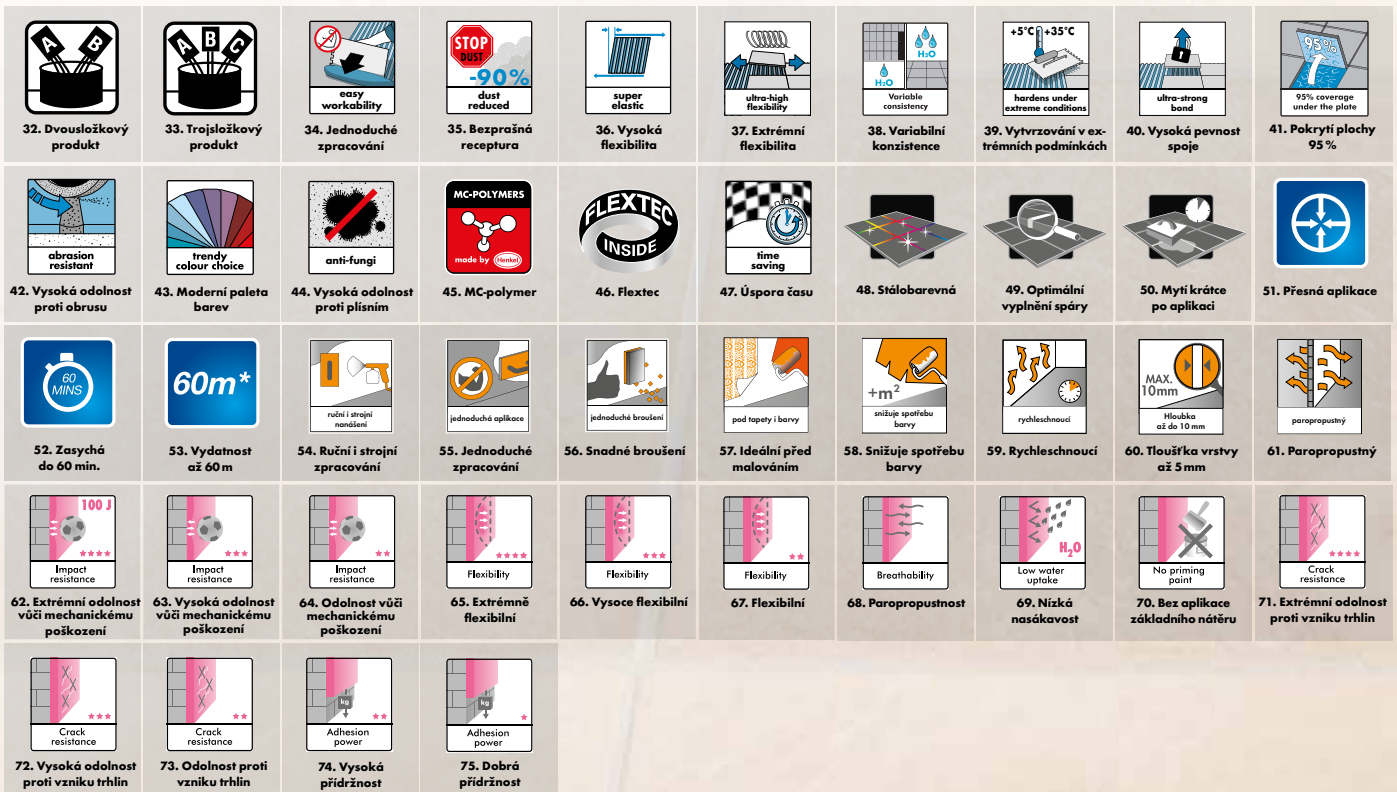 A B
32. Dvousložkový
produkt
A B C
33. Trojsložkový
produkt
easy
workability
34. Jednoduché
zpracování
STOP
DUST
-90%
dust
reduced
35. Bezprašná
receptura
super
elastic
36. Vysoká
flexibilita
ultra-high
flexibility
37. Extrémní
flexibilita
H₂O
H₂O
Variable
consistency
38. Variabilní
konzistence
+5°C +35°C
hardens under
extreme conditions
39. Vytvrzování v ex-
trémních podmínkách
ultra-strong
bond
40. Vysoká pevnost
spoje
95%
95% coverage
under the plate
41. Pokrytí plochy
95 %
abrasion
resistant
42. Vysoká odolnost
proti obrusu
trendy
colour choice
43. Moderní paleta
barev
anti-fungi
44. Vysoká odolnost
proti plísním
MC-POLYMERS
made by Henkel
45. MC-polymer
FLEXTEC
INSIDE
46. Flextec
time
saving
47. Úspora času
48. Stálobarevná
49. Optimální
vyplnění spáry
50. Mytí krátce
po aplikaci
51. Přesná aplikace
60
MINS
52. Zasychá
do 60 min.
60m*
53. Vydatnost
až 60 m
ruční i strojní
nanášení
54. Ruční i strojní
zpracování
jednoduchá aplikace
55. Jednoduché
zpracování
jednoduché broušení
56. Snadné broušení
pod tapety i barvy
57. Ideální před
malováním
+m²
snižuje spotřebu
barvy
58. Snižuje spotřebu
barvy
rychleschnoucí
59. Rychleschnoucí
MAX.
10mm
Hloubka
až do 10 mm
60. Tloušťka vrstvy
až 5 mm
paropropustný
61. Paropropustný
100 J
Impact
resistance
62. Extrémní odolnost
vůči mechanickému
poškození
Impact
resistance
63. Vysoká odolnost
vůči mechanickému
poškození
Impact
resistance
64. Odolnost vůči
mechanickému
poškození
Flexibility
65. Extrémně
flexibilní
Flexibility
66. Vysoce flexibilní
Flexibility
67. Flexibilní
Breathability
68. Paropropustnost
H₂O
Low water
uptake
69. Nízká
nasákavost
No priming
paint
70. Bez aplikace
základního nátěru
Crack
resistance
71. Extrémní odolnost
proti vzniku trhlin
Crack
resistance
72. Vysoká odolnost
proti vzniku trhlin
Crack
resistance
73. Odolnost proti
vzniku trhlin
kg
Adhesion
power
74. Vysoká
přídržnost
kg
Adhesion
power
75. Dobrá
přídržnost